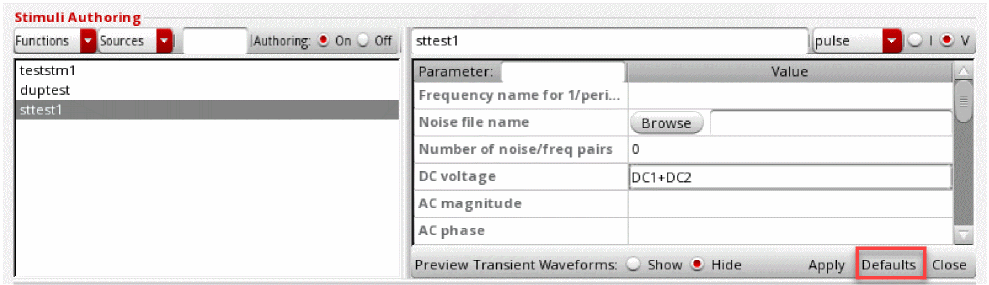 Stimuli Authoring
Functions Sources Authoring: On Off
sttest1 pulse I V
teststm1
duptest
sttest1
Parameter: Value
Frequency name for 1/peri...
Noise file name Browse
Number of noise/freq pairs 0
DC voltage DC1+DC2
AC magnitude
AC phase
Preview Transient Waveforms: Show Hide Apply Defaults Close